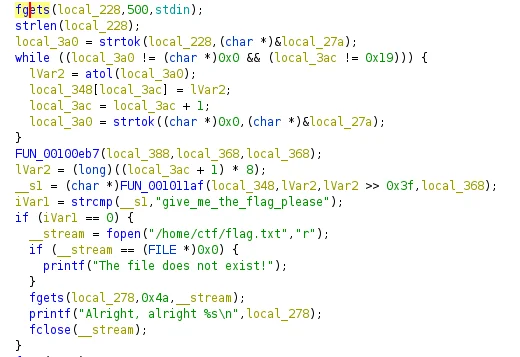 fgets(local_228,500,stdin);
strlen(local_228);
local_3a0 = strtok(local_228,(char *)&local_27a);
while ((local_3a0 != (char *)0x0 && (local_3ac != 0x19))) {
lVar2 = atol(local_3a0);
local_348[local_3ac] = lVar2;
local_3ac = local_3ac + 1;
local_3a0 = strtok((char *)0x0,(char *)&local_27a);
}
FUN_00100eb7(local_388,local_368,local_368);
lVar2 = (long)((local_3ac + 1) * 8);
__s1 = (char *)FUN_001011af(local_348,lVar2,lVar2 >> 0x3f,local_368);
iVar1 = strcmp(__s1,"give_me_the_flag_please");
if (iVar1 == 0) {
__stream = fopen("/home/ctf/flag.txt","r");
if (__stream == (FILE *)0x0) {
printf("The file does not exist!");
}
fgets(local_278,0x4a,__stream);
printf("Alright, alright %s\n",local_278);
fclose(__stream);
}